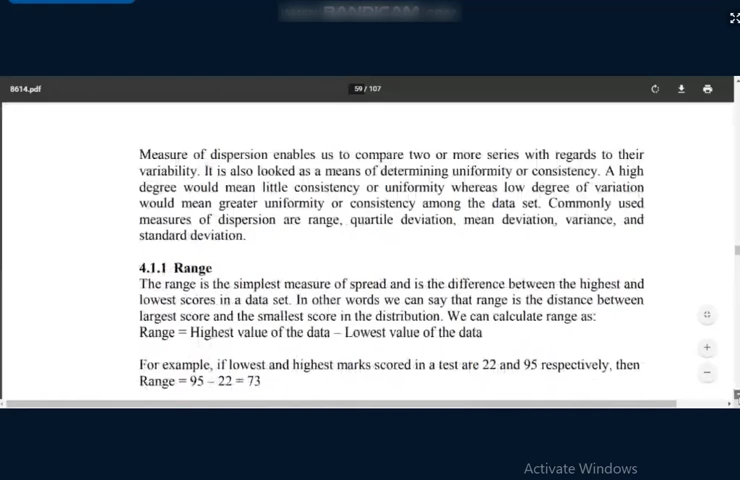 BANDICAM
8614.pdf
59 / 107
Measure of dispersion enables us to compare two or more series with regards to their
variability. It is also looked as a means of determining uniformity or consistency. A high
degree would mean little consistency or uniformity whereas low degree of variation
would mean greater uniformity or consistency among the data set. Commonly used
measures of dispersion are range, quartile deviation, mean deviation, variance, and
standard deviation.
4.1.1 Range
The range is the simplest measure of spread and is the difference between the highest and
lowest scores in a data set. In other words we can say that range is the distance between
largest score and the smallest score in the distribution. We can calculate range as:
Range = Highest value of the data – Lowest value of the data
For example, if lowest and highest marks scored in a test are 22 and 95 respectively, then
Range = 95 – 22 = 73
Activate Windows